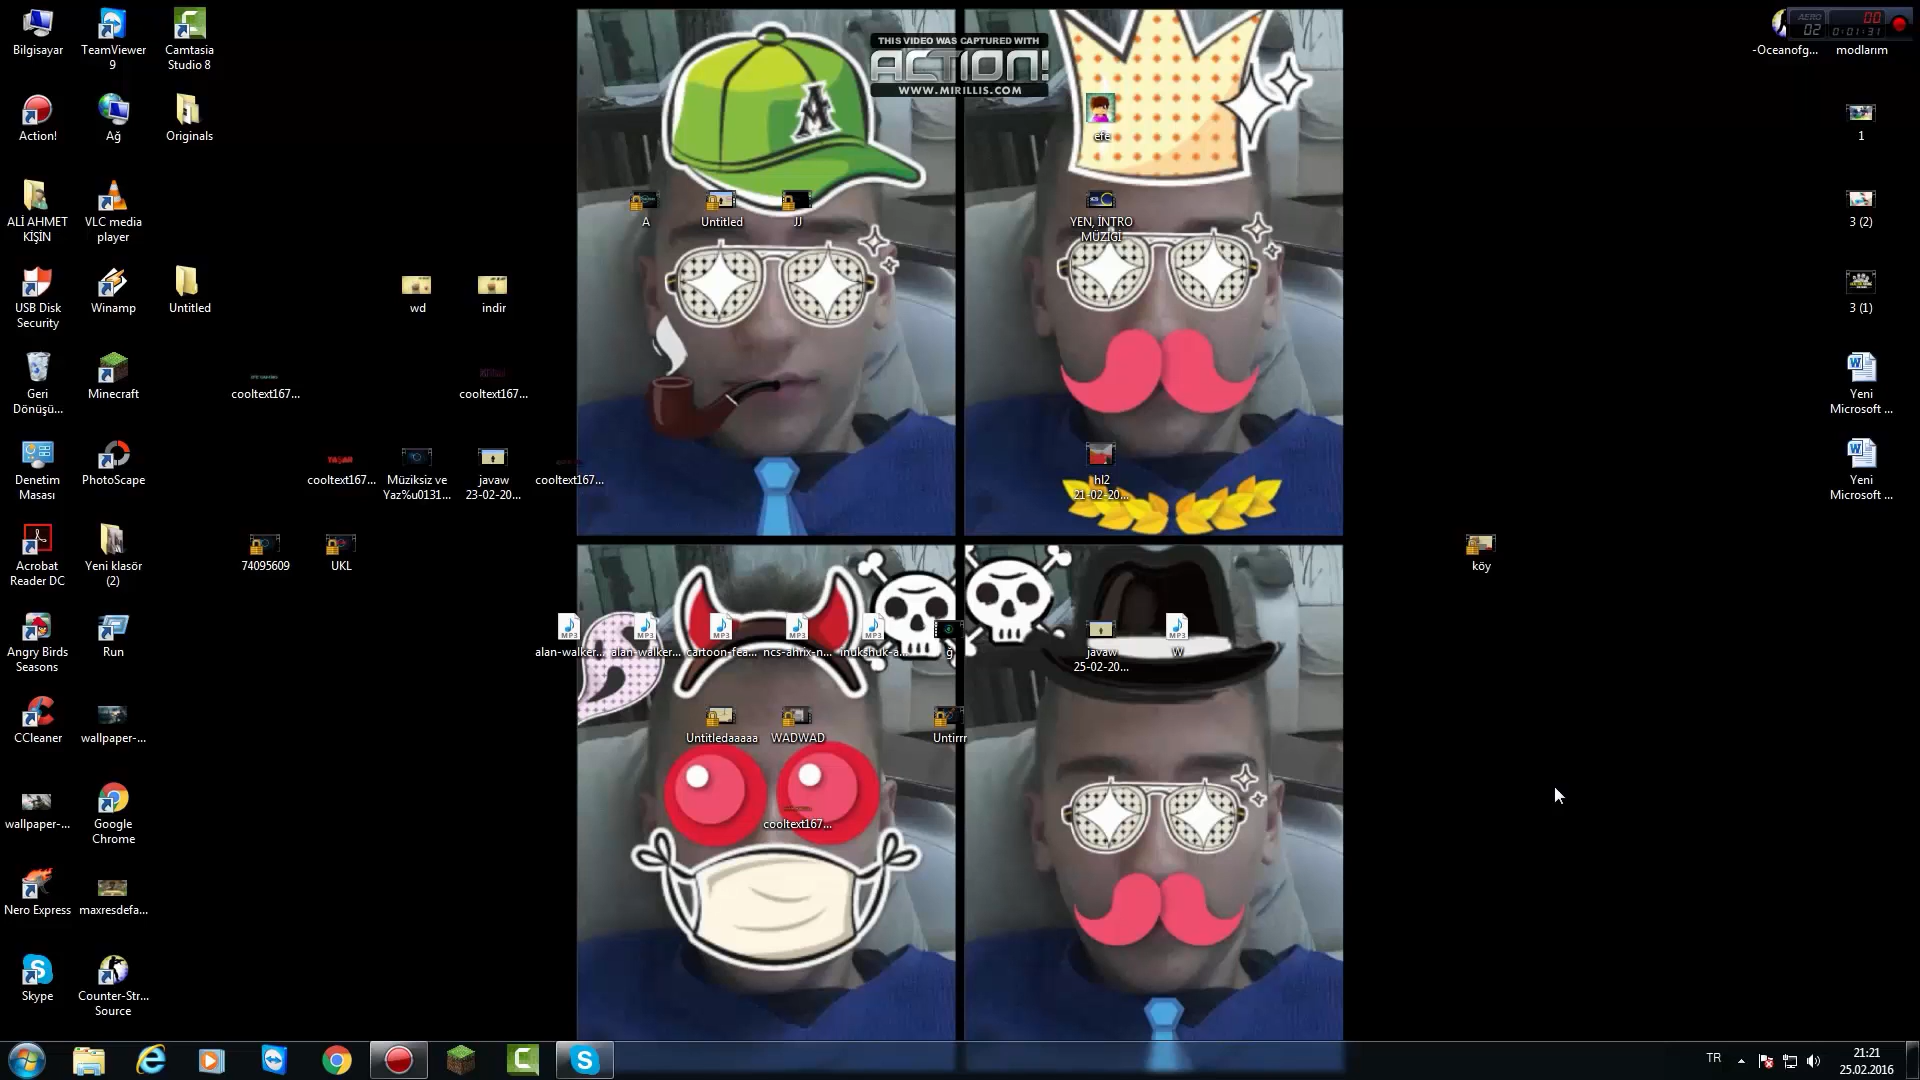 Bilgisayar
TeamViewer
9
Camtasia
Studio 8
THIS VIDEO WAS CAPTURED WITH
ACTION!
WWW.MIRILLIS.COM
-Oceanofg...
AERO
02
00
0:01:31
modlarım
Action!
Ağ
Originals
efe
1
ALİ AHMET
KİŞİN
VLC media
player
A
Untitled
JJ
YEN, İNTRO
MÜZİĞİ
3 (2)
USB Disk
Security
Winamp
Untitled
wd
indir
3 (1)
Geri
Dönüşü...
Minecraft
cooltext167...
cooltext167...
Yeni
Microsoft ...
Denetim
Masası
PhotoScape
cooltext167...
Müziksiz ve
Yaz%u0131...
javaw
23-02-20...
cooltext167...
hl2
21-02-20...
Yeni
Microsoft ...
Acrobat
Reader DC
Yeni klasör
(2)
74095609
UKL
köy
Angry Birds
Seasons
Run
alan-walker...
alan-walker...
cartoon-fea...
ncs-ahrix-n...
inukshuk-a...
ğ
javaw
25-02-20...
W
CCleaner
wallpaper-...
Untitledaaaaa
WADWAD
Untirrr
wallpaper-...
Google
Chrome
cooltext167...
Nero Express
maxresdefa...
Skype
Counter-Str...
Source
TR
21:21
25.02.2016